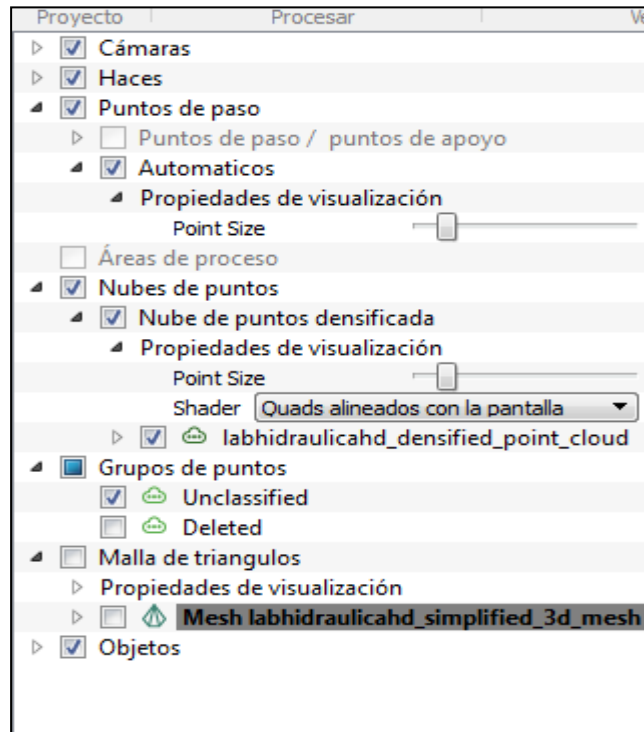 Proyecto Procesar
Cámaras
Haces
Puntos de paso
Puntos de paso / puntos de apoyo
Automaticos
Propiedades de visualización
Point Size
Áreas de proceso
Nubes de puntos
Nube de puntos densificada
Propiedades de visualización
Point Size
Shader Quads alineados con la pantalla
labhidraulicahd_densified_point_cloud
Grupos de puntos
Unclassified
Deleted
Malla de triangulos
Propiedades de visualización
Mesh labhidraulicahd_simplified_3d_mesh
Objetos